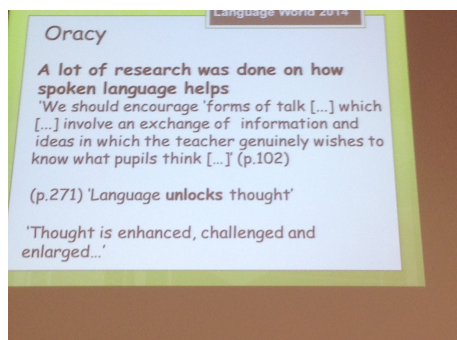 Language World 2014
Oracy
A lot of research was done on how
spoken language helps
'We should encourage 'forms of talk [...] which
[...] involve an exchange of information and
ideas in which the teacher genuinely wishes to
know what pupils think [...]' (p.102)
(p.271) 'Language unlocks thought'
'Thought is enhanced, challenged and
enlarged...'